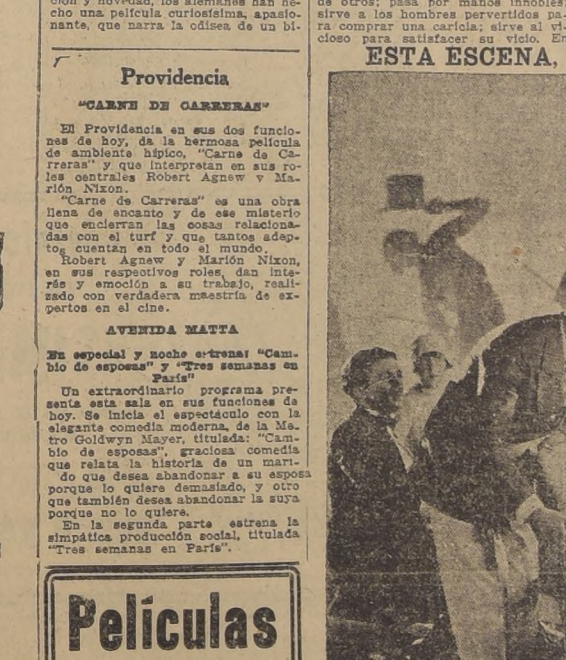 ción y novedad, los alemanes han he-
cho una película curiosísima, apasio-
nante, que narra la odisea de un bi-
Providencia
"CARNE DE CARRERAS"
El Providencia en sus dos funcio-
nes de hoy, da la hermosa película
de ambiente hípico, "Carne de Ca-
rreras" y que interpretan en sus ro-
les centrales Robert Agnew y Ma-
rión Nixon.
"Carne de Carreras" es una obra
llena de encanto y de ese misterio
que encierran las cosas relaciona-
das con el turf y que tantos adep-
tos cuentan en todo el mundo.
Robert Agnew y Marión Nixon,
en sus respectivos roles, dan inte-
rés y emoción a su trabajo, reali-
zado con verdadera maestría de ex-
pertos en el cine.
AVENIDA MATTA
En especial y noche estrena: "Cam-
bio de esposas" y "Tres semanas en
París"
Un extraordinario programa pre-
senta esta sala en sus funciones de
hoy. Se inicia el espectáculo con la
elegante comedia moderna, de la Me-
tro Goldwyn Mayer, titulada: "Cam-
bio de esposas", graciosa comedia
que relata la historia de un mari-
do que desea abandonar a su esposa
porque lo quiere demasiado, y otro
que también desea abandonar la suya
porque no lo quiere.
En la segunda parte estrena la
simpática producción social, titulada
"Tres semanas en París".
Películas
de otros; pasa por manos innobles;
sirve a los hombres pervertidos pa-
ra comprar una caricia; sirve al vi-
cioso para satisfacer su vicio. En
ESTA ESCENA,